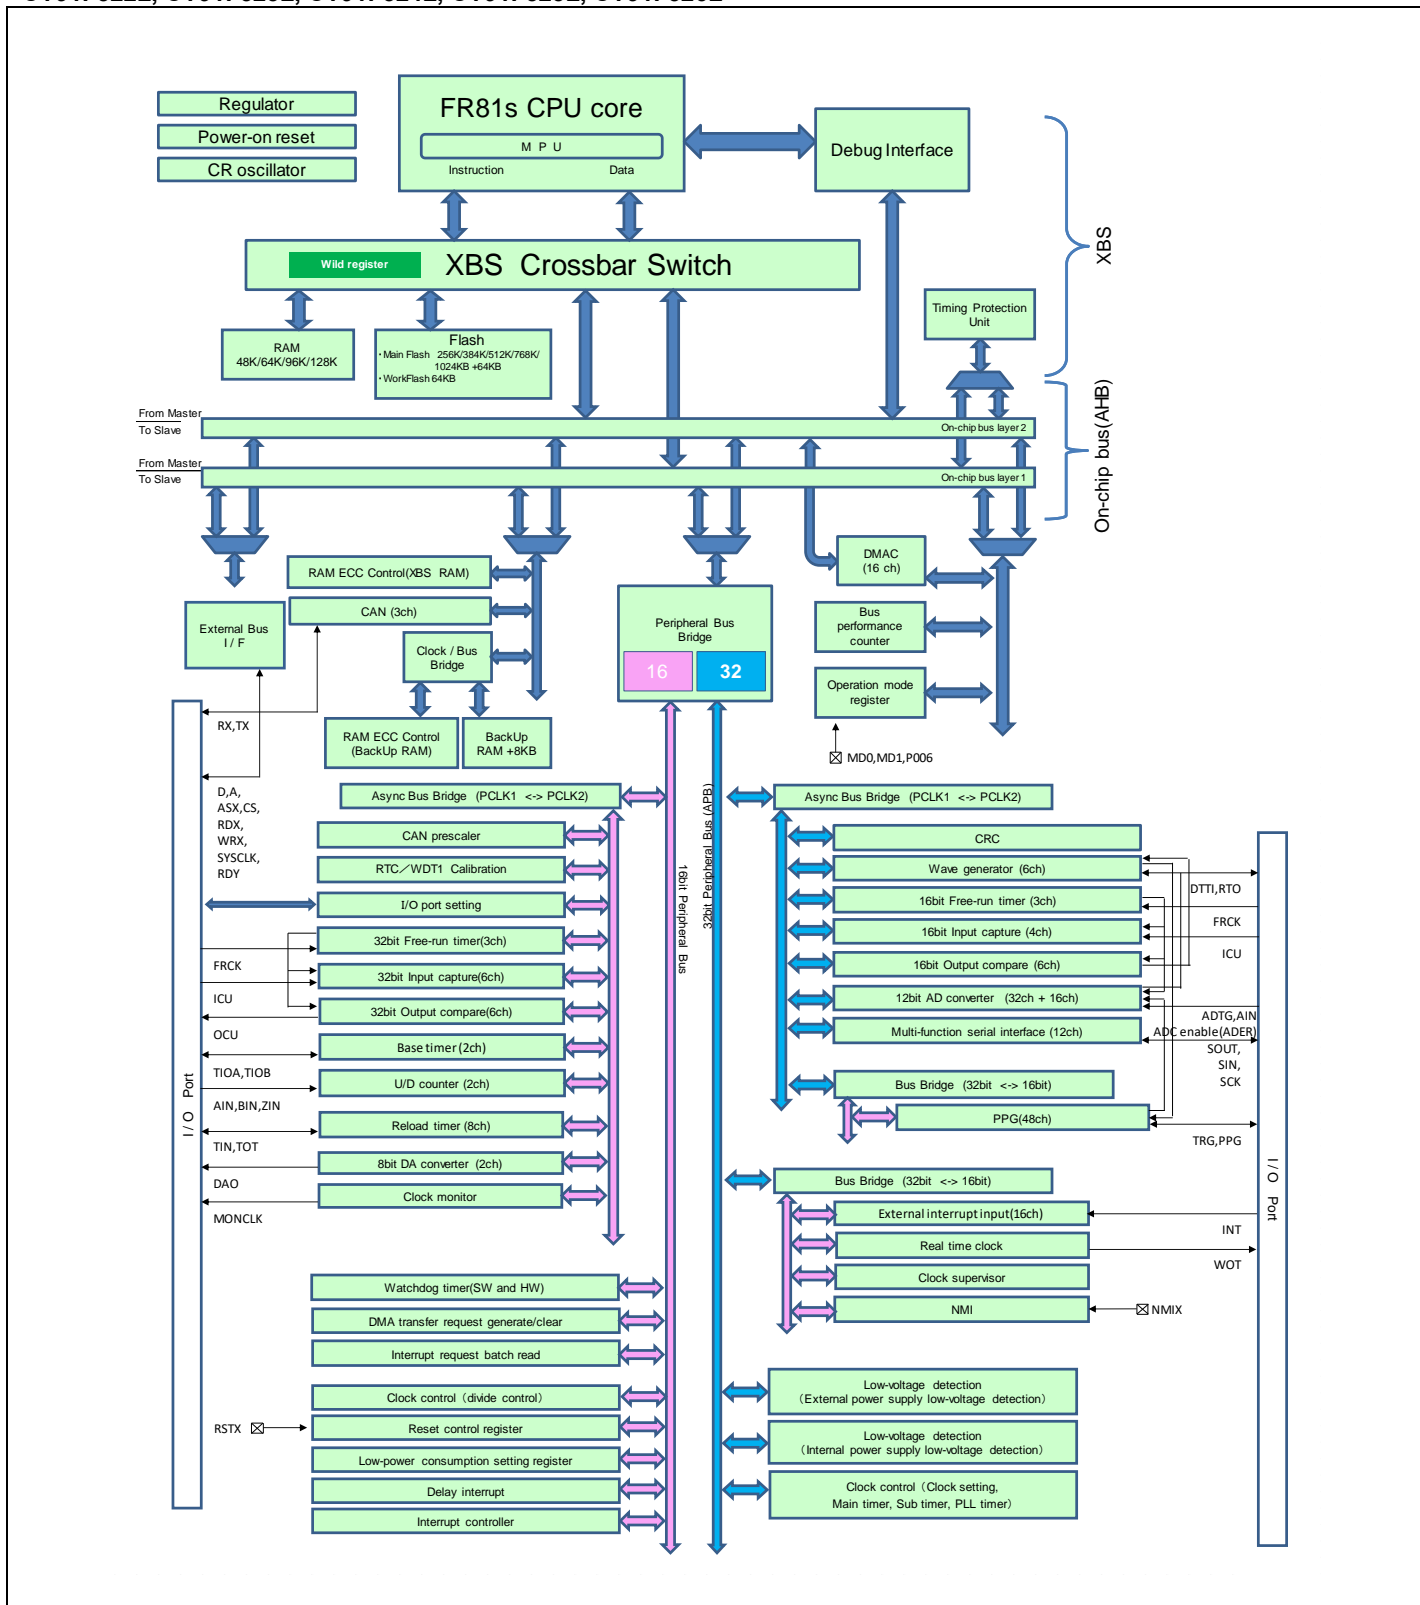 Regulator
Power-on reset
CR oscillator
FR81s CPU core
M P U
Instruction
Data
Debug Interface
XBS
Wild register
XBS Crossbar Switch
Timing Protection
Unit
RAM
48K/64K/96K/128K
Flash
・Main Flash 256K/384K/512K/768K/
1024KB +64KB
・WorkFlash 64KB
On-chip bus(AHB)
From Master
To Slave
On-chip bus layer 2
From Master
To Slave
On-chip bus layer 1
RAM ECC Control(XBS RAM)
CAN (3ch)
External Bus
I / F
Clock / Bus
Bridge
RAM ECC Control
(BackUp RAM)
BackUp
RAM +8KB
Peripheral Bus
Bridge
16
32
DMAC
(16 ch)
Bus
performance
counter
Operation mode
register
MD0,MD1,P006
RX,TX
D,A,
ASX,CS,
RDX,
WRX,
SYSCLK,
RDY
I / O Port
Async Bus Bridge (PCLK1 <-> PCLK2)
CAN prescaler
RTC／WDT1 Calibration
I/O port setting
32bit Free-run timer(3ch)
FRCK
32bit Input capture(6ch)
ICU
32bit Output compare(6ch)
OCU
Base timer (2ch)
TIOA,TIOB
U/D counter (2ch)
AIN,BIN,ZIN
Reload timer (8ch)
TIN,TOT
8bit DA converter (2ch)
DAO
Clock monitor
MONCLK
16bit Peripheral Bus
32bit Peripheral Bus (APB)
Watchdog timer(SW and HW)
DMA transfer request generate/clear
Interrupt request batch read
Clock control（divide control）
RSTX
Reset control register
Low-power consumption setting register
Delay interrupt
Interrupt controller
Async Bus Bridge (PCLK1 <-> PCLK2)
CRC
Wave generator (6ch)
DTTI,RTO
16bit Free-run timer (3ch)
FRCK
16bit Input capture (4ch)
ICU
16bit Output compare (6ch)
12bit AD converter (32ch + 16ch)
ADTG,AIN
ADC enable(ADER)
Multi-function serial interface (12ch)
SOUT,
SIN,
SCK
Bus Bridge (32bit <-> 16bit)
PPG(48ch)
TRG,PPG
I / O Port
Bus Bridge (32bit <-> 16bit)
External interrupt input(16ch)
INT
Real time clock
WOT
Clock supervisor
NMI
NMIX
Low-voltage detection
（External power supply low-voltage detection）
Low-voltage detection
（Internal power supply low-voltage detection）
Clock control（Clock setting,
Main timer, Sub timer, PLL timer）